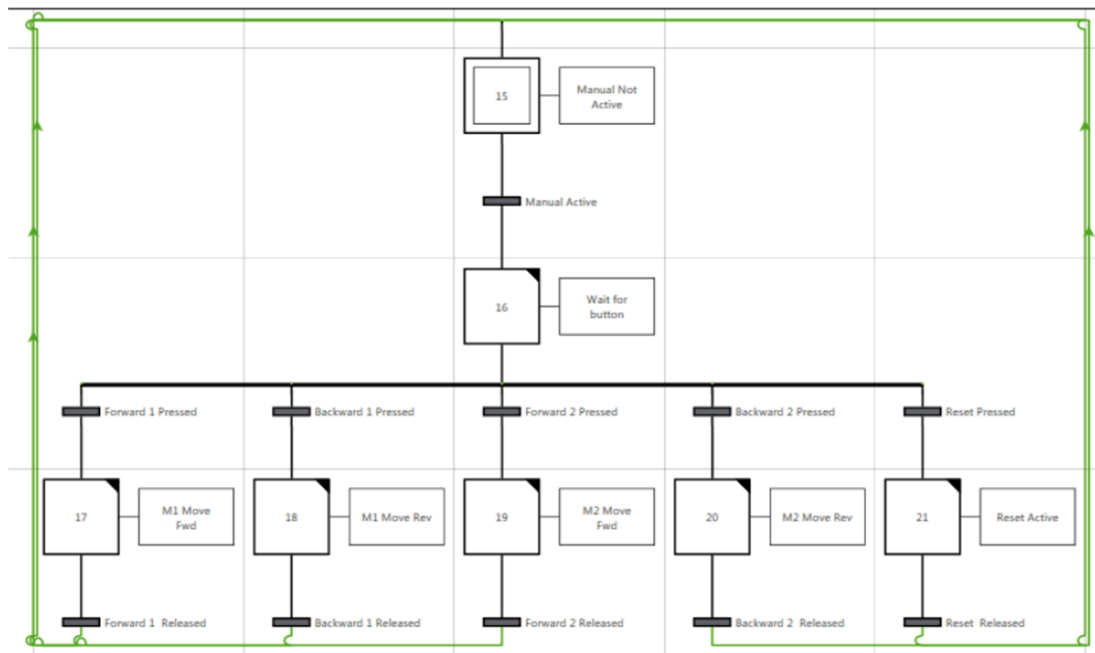 15
Manual Not
Active
Manual Active
16
Wait for
button
Forward 1 Pressed
Backward 1 Pressed
Forward 2 Pressed
Backward 2 Pressed
Reset Pressed
17
M1 Move
Fwd
18
M1 Move Rev
19
M2 Move
Fwd
20
M2 Move Rev
21
Reset Active
Forward 1 Released
Backward 1 Released
Forward 2 Released
Backward 2 Released
Reset Released